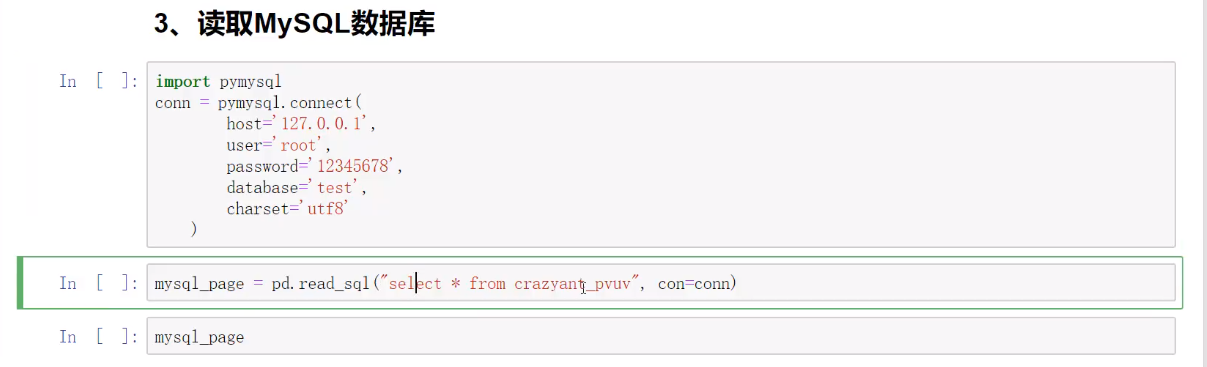 3、读取MySQL数据库
In [ ]:
import pymysql
conn = pymysql.connect(
        host='127.0.0.1',
        user='root',
        password='12345678',
        database='test',
        charset='utf8'
    )
In [ ]:
mysql_page = pd.read_sql("select * from crazyant_pvuv", con=conn)
In [ ]:
mysql_page